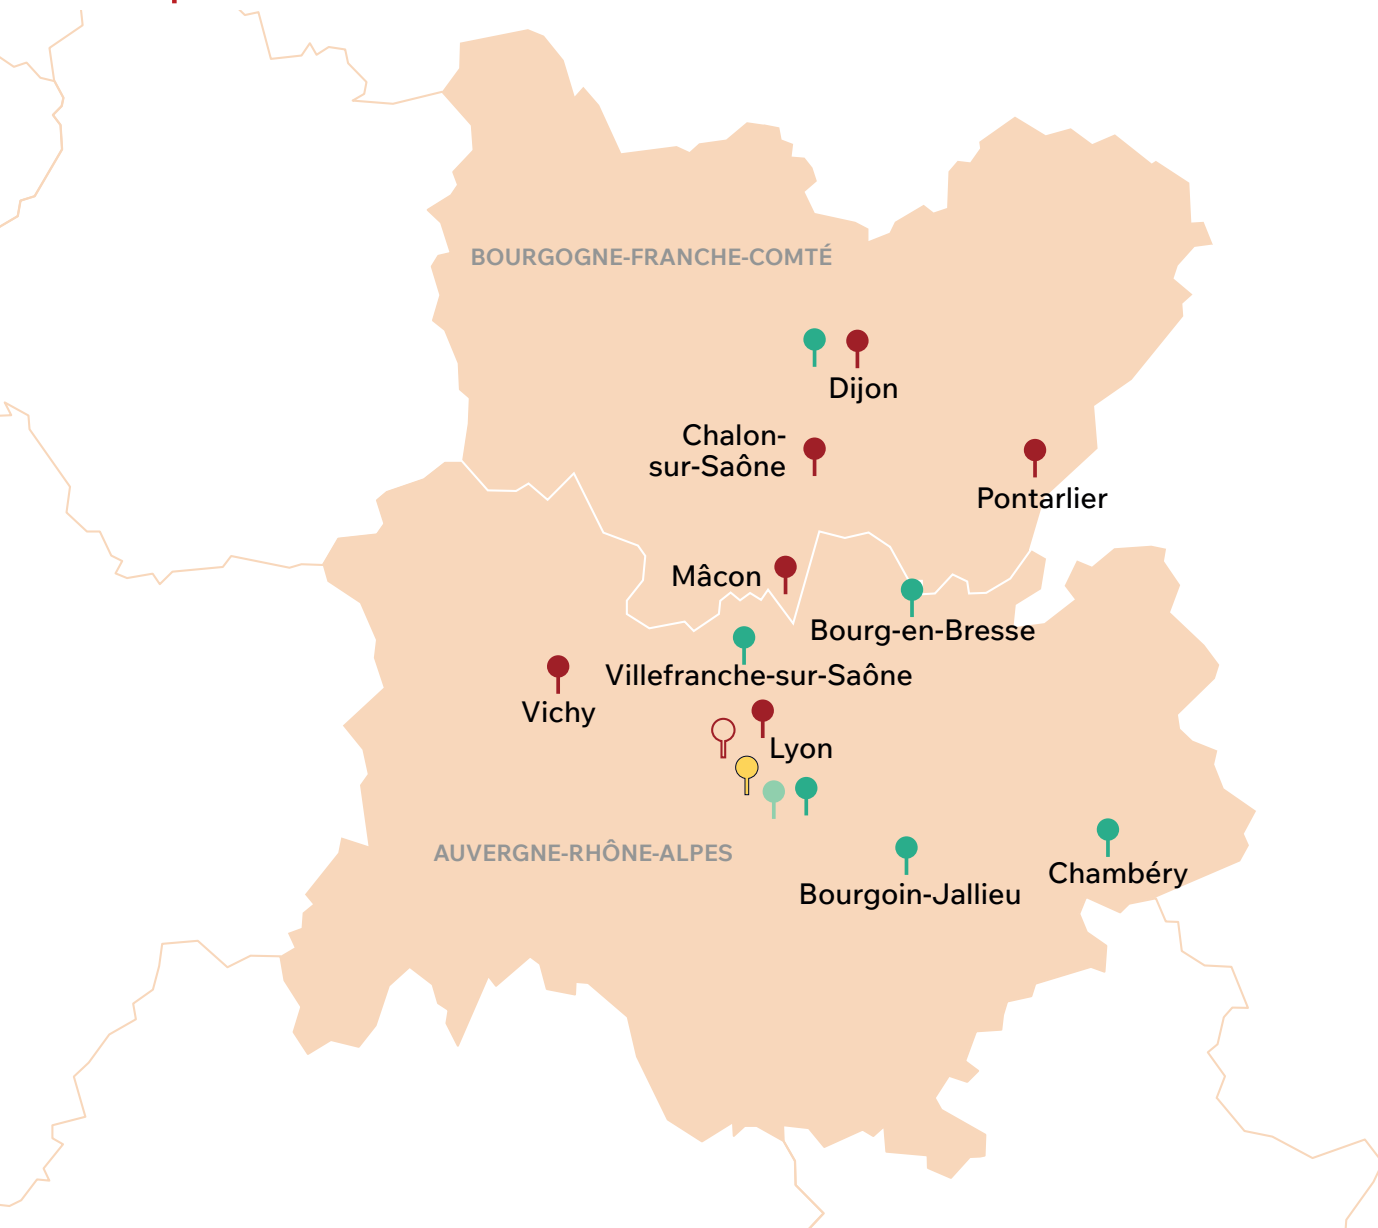 BOURGOGNE-FRANCHE-COMTÉ
Dijon
Chalon-
sur-Saône
Pontarlier
Mâcon
Bourg-en-Bresse
Villefranche-sur-Saône
Vichy
Lyon
AUVERGNE-RHÔNE-ALPES
Chambéry
Bourgoin-Jallieu